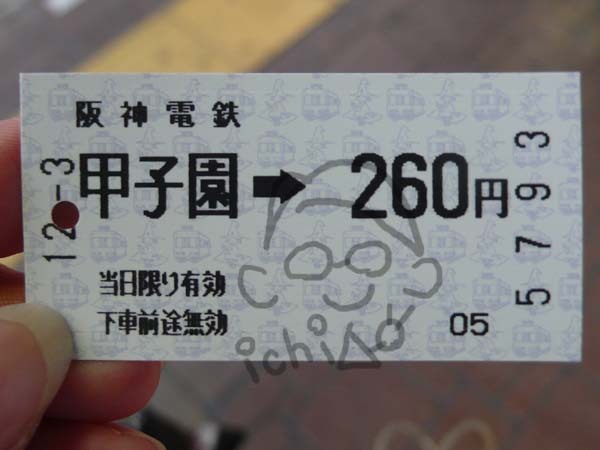 阪神電鉄
12.-3
甲子園➡260円
5793
当日限り有効
下車前途無効
05
ichi